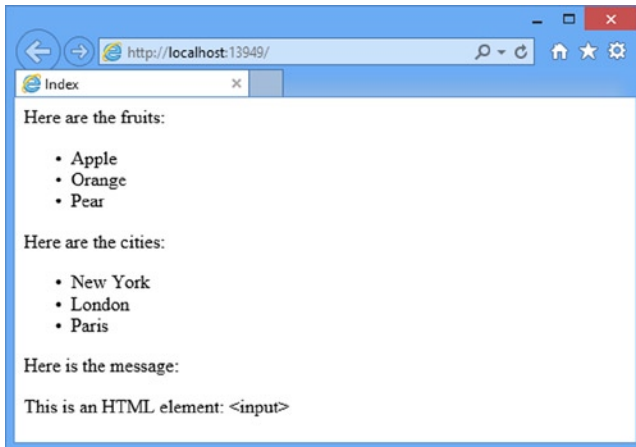 http://localhost:13949/
Index
Here are the fruits:
• Apple
• Orange
• Pear
Here are the cities:
• New York
• London
• Paris
Here is the message:
This is an HTML element: <input>